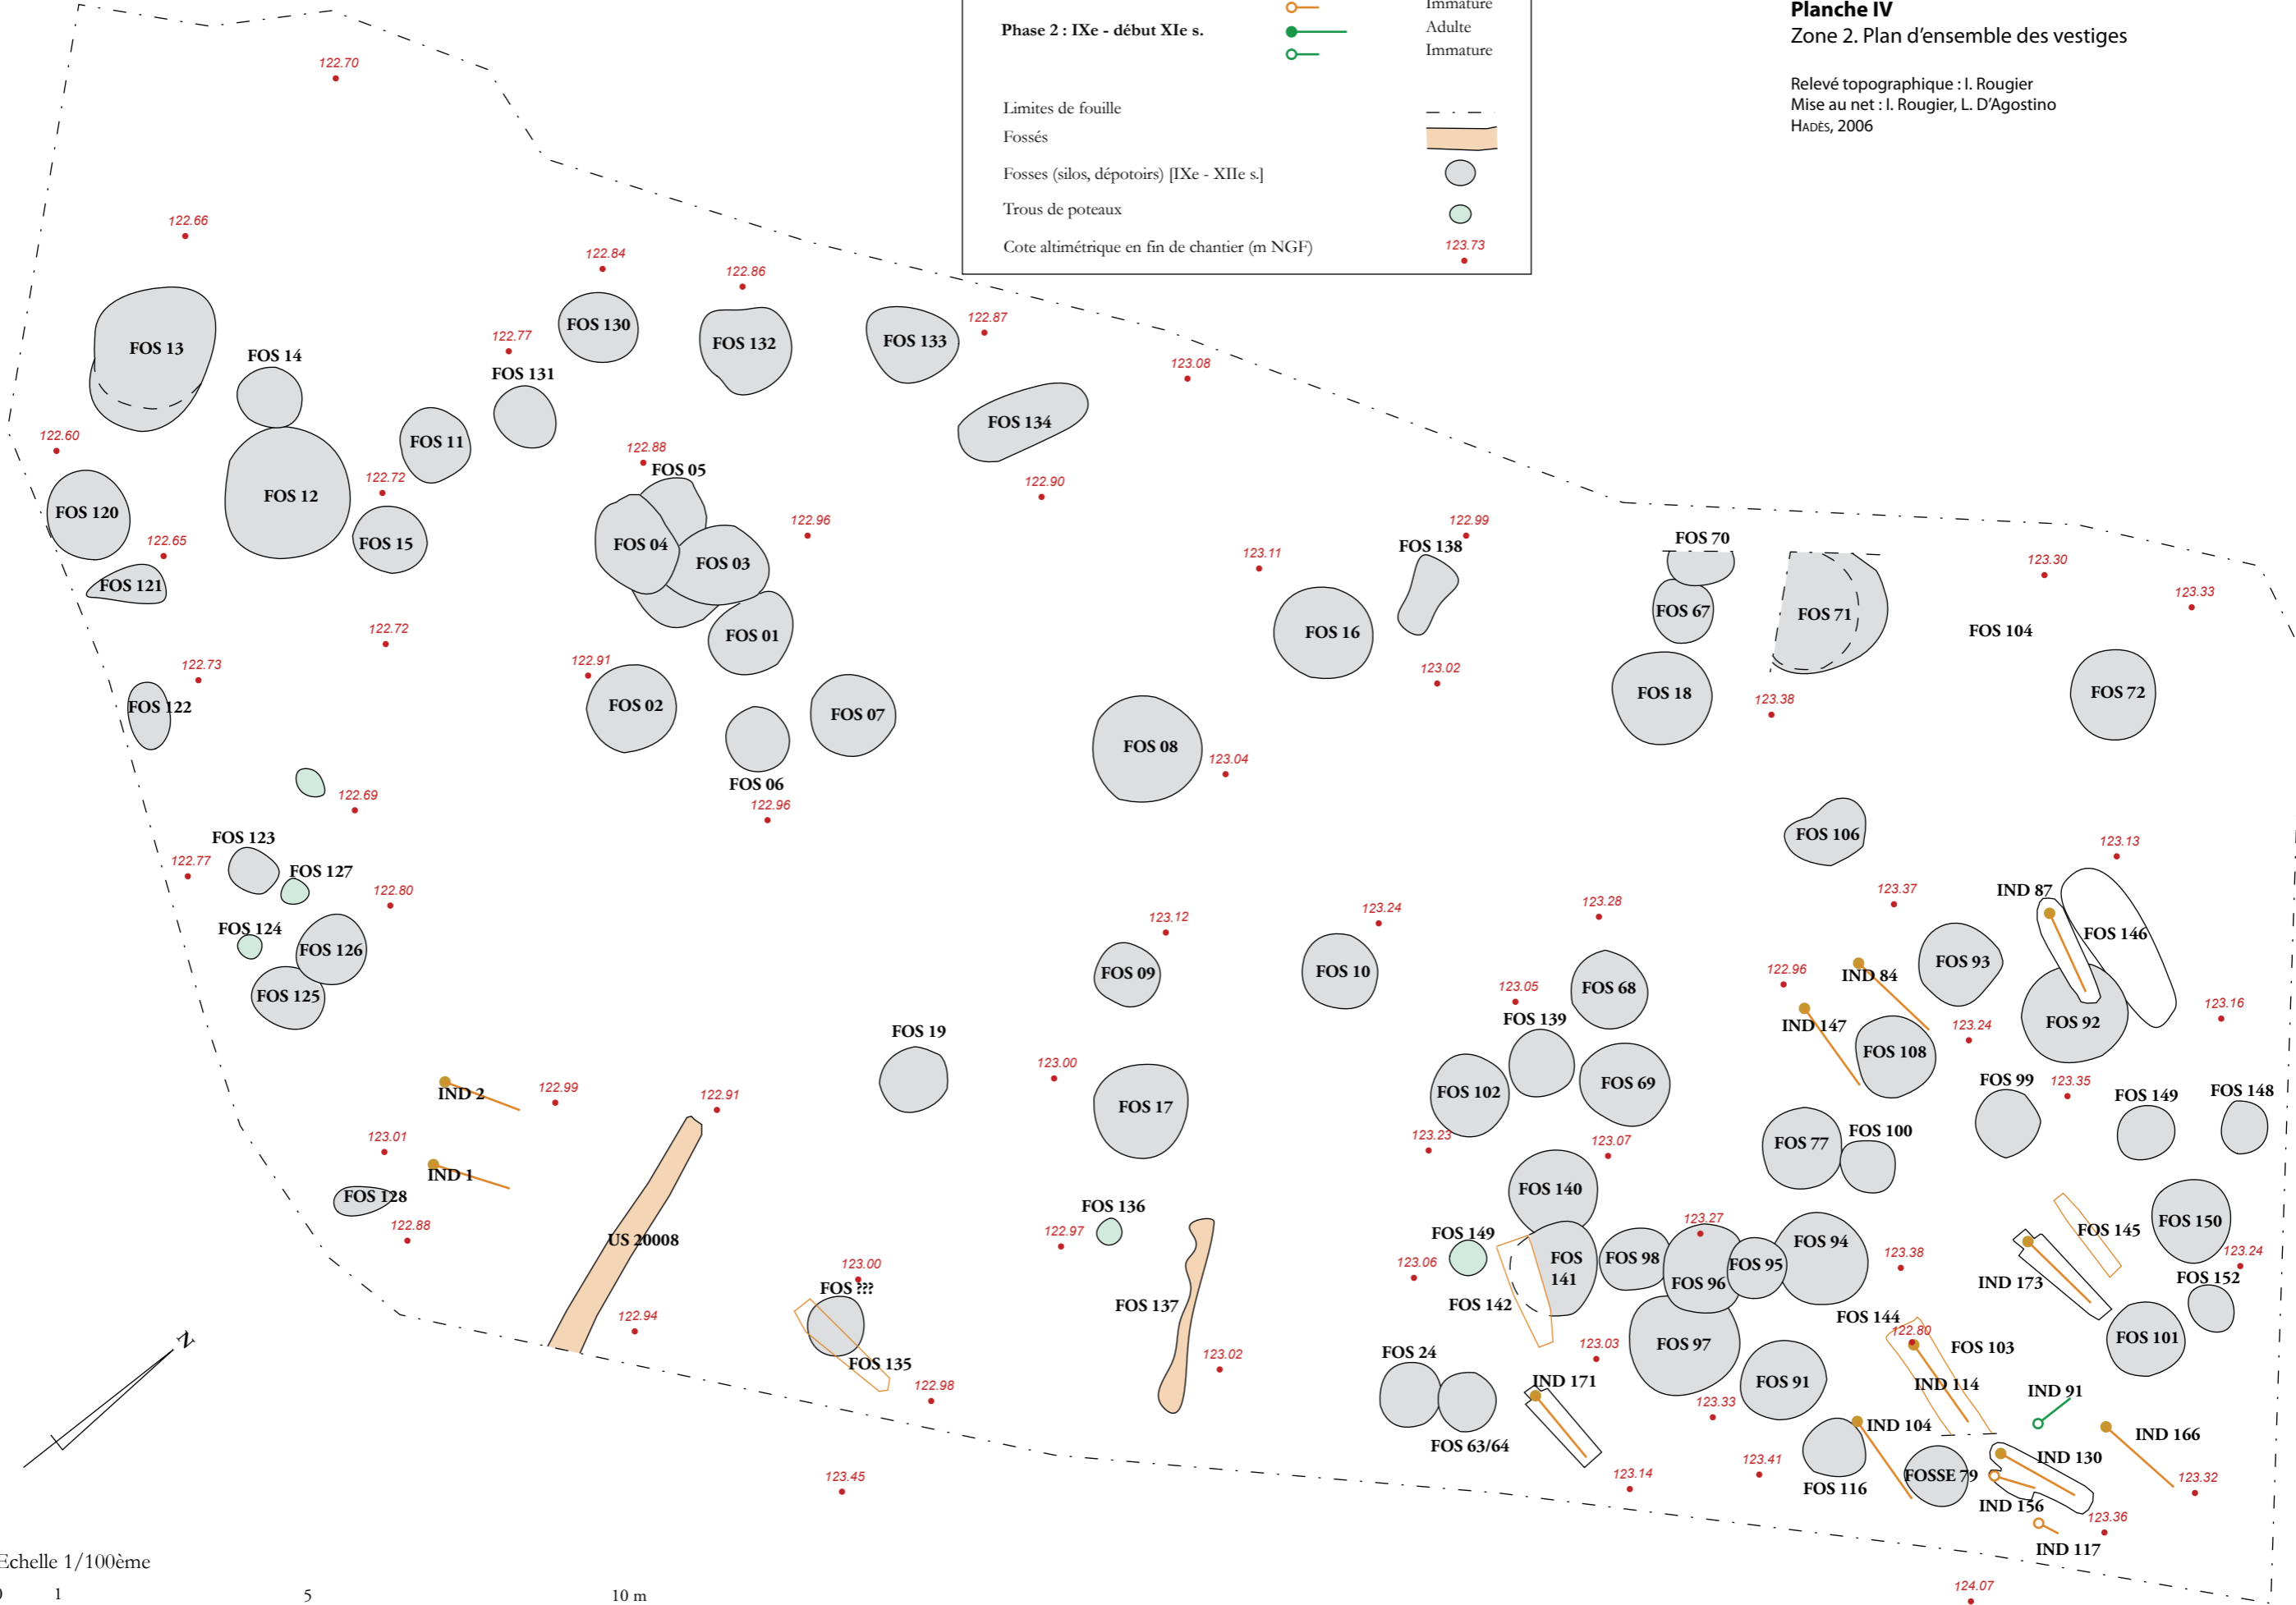 Immature
Phase 2 : IXe - début XIe s.
Adulte
Immature
Limites de fouille
Fossés
Fosses (silos, dépotoirs) [IXe - XIIe s.]
Trous de poteaux
Cote altimétrique en fin de chantier (m NGF)
123.73
Planche IV
Zone 2. Plan d'ensemble des vestiges
Relevé topographique : I. Rougier
Mise au net : I. Rougier, L. D'Agostino
HADÈS, 2006
122.70
122.66
122.84
122.86
122.87
122.77
123.08
FOS 130
FOS 132
FOS 133
FOS 13
FOS 14
FOS 131
FOS 134
122.60
FOS 11
122.88
FOS 05
122.72
122.90
FOS 12
FOS 120
122.96
122.99
FOS 15
FOS 04
122.65
FOS 03
123.11
FOS 138
FOS 70
123.30
FOS 121
123.33
FOS 67
FOS 71
122.72
FOS 01
FOS 16
FOS 104
122.73
122.91
123.02
FOS 18
FOS 72
123.38
FOS 122
FOS 02
FOS 07
FOS 08
123.04
FOS 06
122.69
122.96
FOS 123
FOS 106
123.13
122.77
FOS 127
122.80
123.37
IND 87
123.28
123.24
123.12
FOS 124
FOS 126
FOS 146
FOS 09
FOS 10
122.96
IND 84
FOS 93
FOS 125
123.05
FOS 68
123.16
FOS 139
IND 147
123.24
FOS 92
FOS 19
123.00
FOS 108
IND 2
122.99
122.91
FOS 102
FOS 69
FOS 99
123.35
FOS 149
FOS 148
FOS 17
123.01
123.23
123.07
FOS 77
FOS 100
IND 1
FOS 128
FOS 140
122.88
FOS 136
123.27
FOS 145
FOS 150
US 20008
122.97
FOS 149
FOS 141
FOS 98
FOS 94
123.38
123.24
123.00
123.06
FOS 95
FOS 96
IND 173
FOS 152
FOS ???
FOS 137
FOS 142
FOS 144
122.94
122.80
FOS 101
FOS 135
123.02
FOS 24
123.03
FOS 97
FOS 103
122.98
IND 171
FOS 91
IND 114
IND 91
123.33
IND 104
IND 166
FOS 63/64
123.45
123.14
123.41
FOS 116
FOSSE 79
IND 130
123.32
IND 156
123.36
IND 117
124.07
N
Echelle 1/100ème
0 1 5 10 m